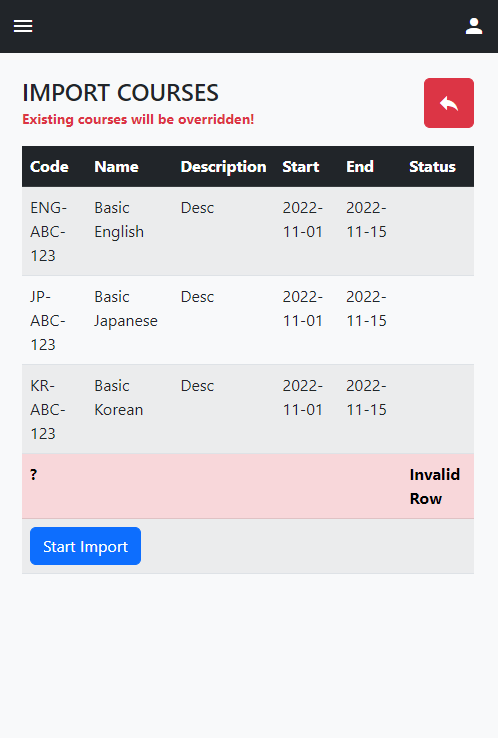 IMPORT COURSES
Existing courses will be overridden!
Code Name Description Start End Status
ENG- Basic Desc 2022- 2022-
ABC- English 11-01 11-15
123
JP- Basic Desc 2022- 2022-
ABC- Japanese 11-01 11-15
123
KR- Basic Desc 2022- 2022-
ABC- Korean 11-01 11-15
123
? Invalid
Row
Start Import